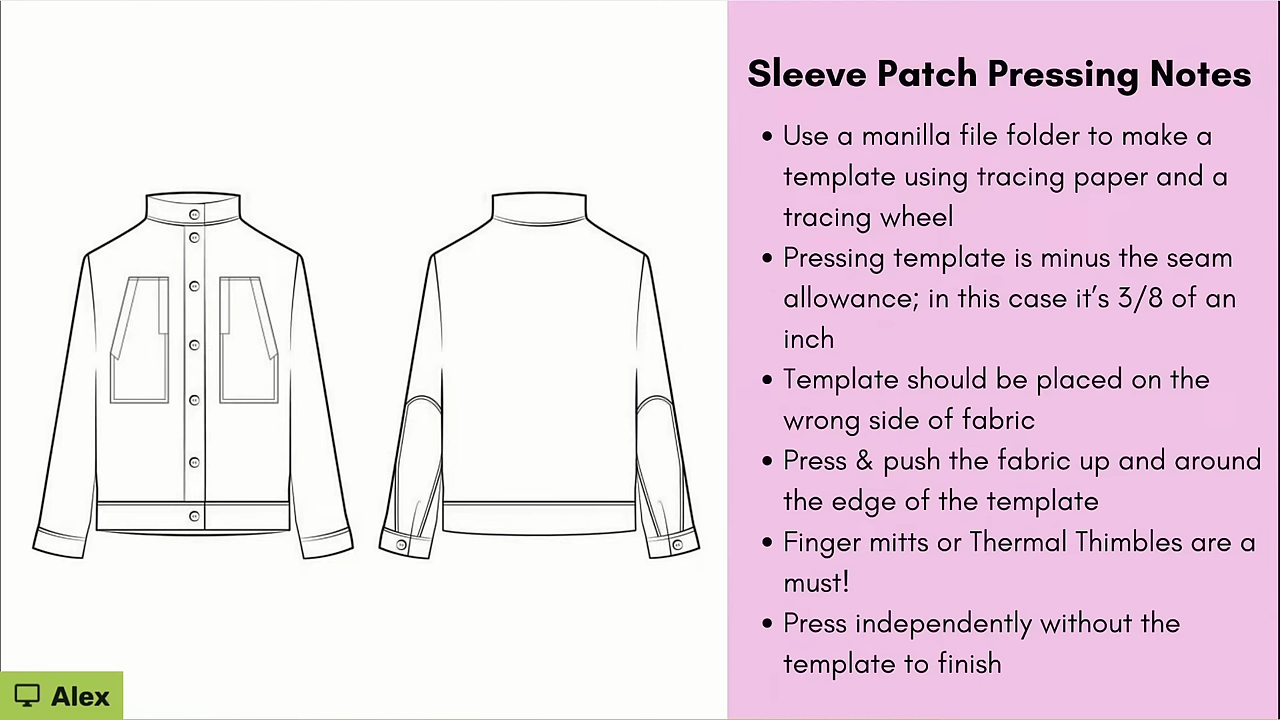 Sleeve Patch Pressing Notes
• Use a manilla file folder to make a
template using tracing paper and a
tracing wheel
• Pressing template is minus the seam
allowance; in this case it's 3/8 of an
inch
• Template should be placed on the
wrong side of fabric
• Press & push the fabric up and around
the edge of the template
• Finger mitts or Thermal Thimbles are a
must!
• Press independently without the
template to finish
Alex